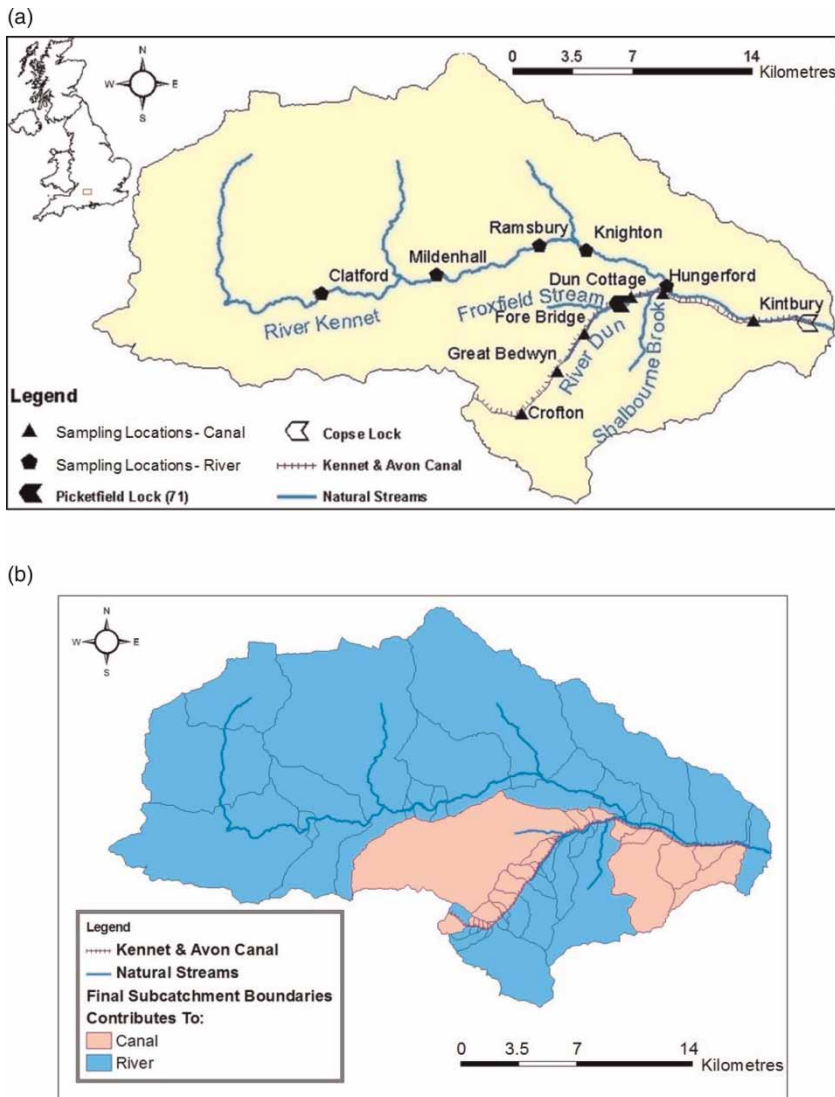 (a)
N
W E
S
0 3.5 7 14
Kilometres
Ramsbury
Knighton
Mildenhall
Clatford
Dun Cottage
Hungerford
Froxfield Stream
Kintbury
River Kennet
Fore Bridge
River Dun
Great Bedwyn
Shalbourne Brook
Crofton
Legend
Sampling Locations- Canal
Copse Lock
Sampling Locations- River
Kennet & Avon Canal
Picketfield Lock (71)
Natural Streams
(b)
N
W E
S
Legend
Kennet & Avon Canal
Natural Streams
Final Subcatchment Boundaries
Contributes To:
Canal
River
0 3.5 7 14
Kilometres